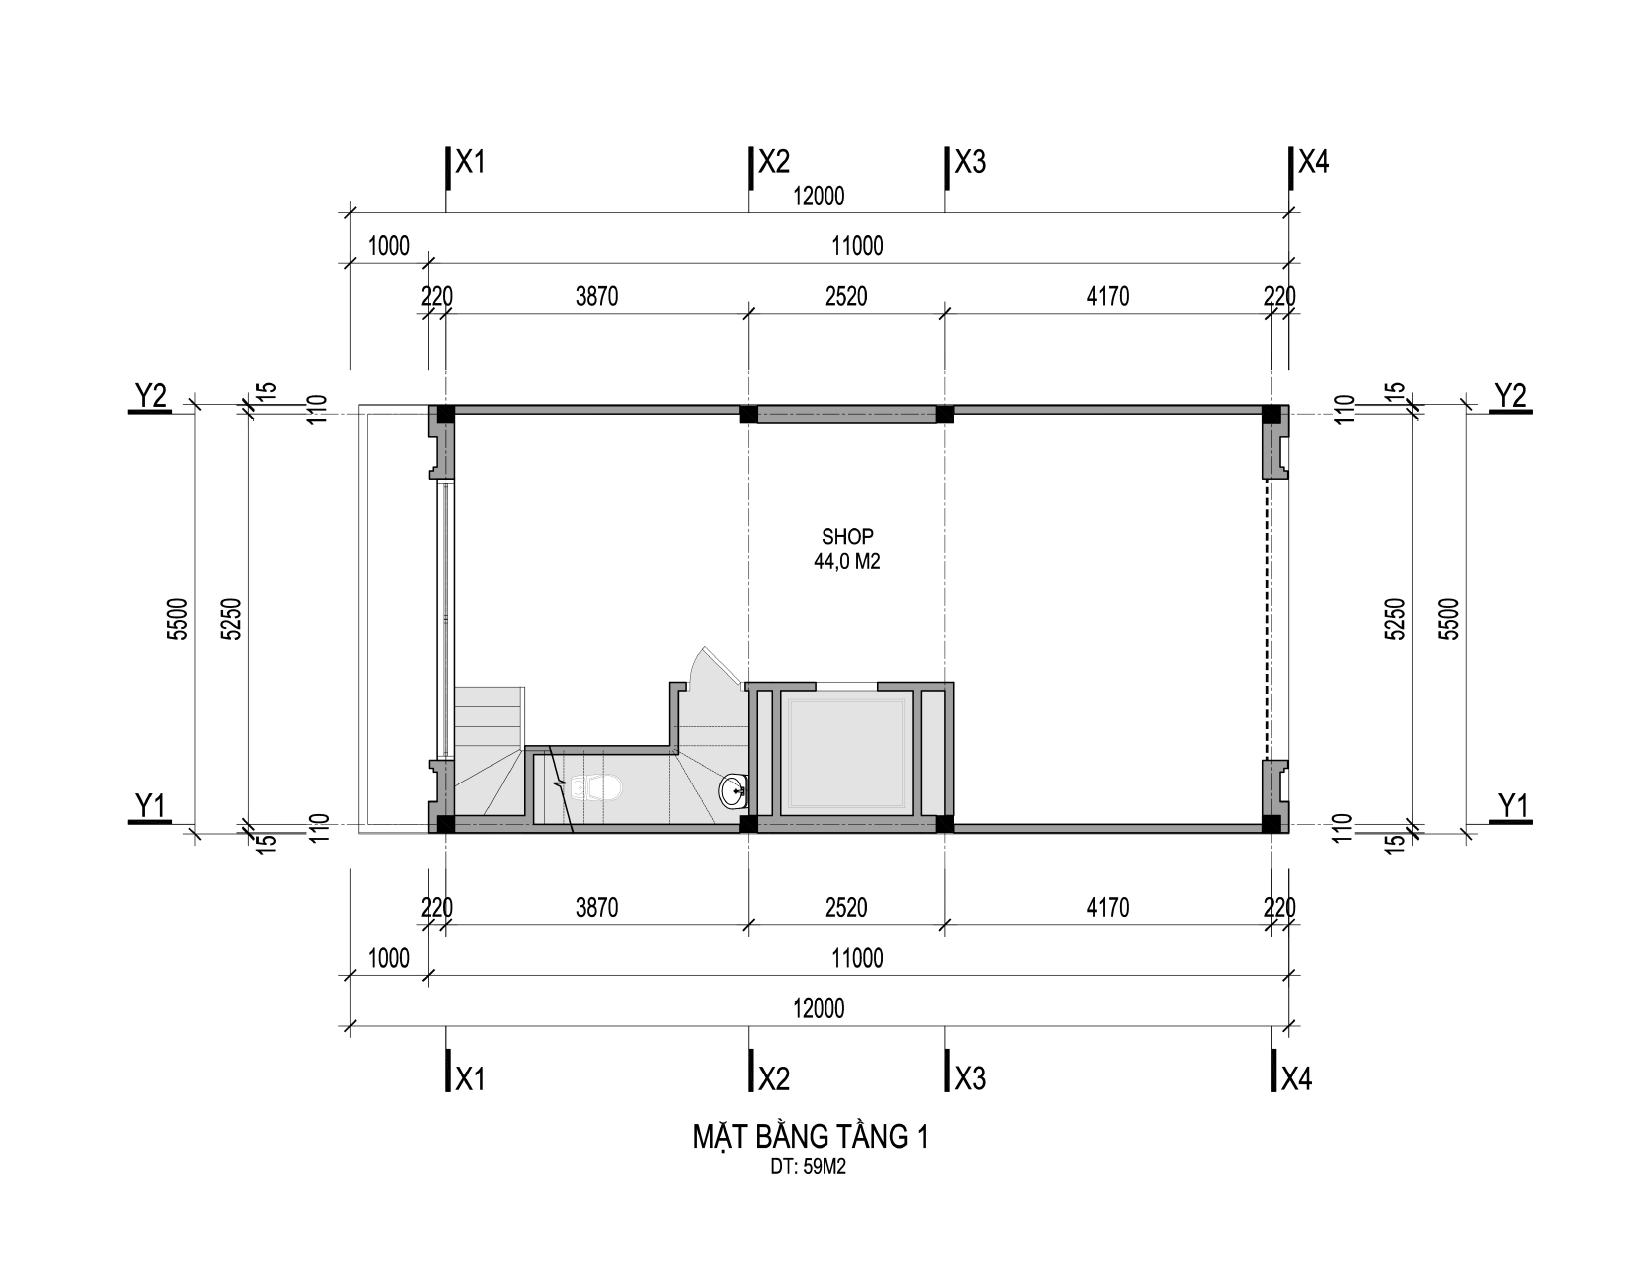 X1 X2 X3 X4
12000
1000 11000
220 3870 2520 4170 220
Y2 15 110 110 15 Y2
SHOP
44,0 M2
5500 5250 5250 5500
Y1 15 110 110 15 Y1
220 3870 2520 4170 220
1000 11000
12000
X1 X2 X3 X4
MẶT BẰNG TẦNG 1
DT: 59M2